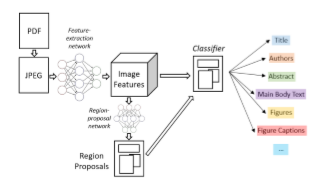 PDF
JPEG
Feature-
extraction
network
Image
Features
Region-
proposal
network
Region
Proposals
Classifier
Title
Authors
Abstract
Main Body Text
Figures
Figure Captions
...